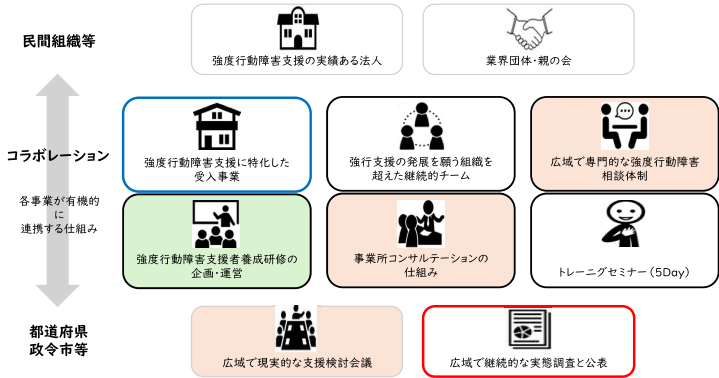 民間組織等
強度行動障害支援の実績ある法人
業界団体・親の会
コラボレーション
各事業が有機的
に
連携する仕組み
強度行動障害支援に特化した
受入事業
強行支援の発展を願う組織を
超えた継続的チーム
広域で専門的な強度行動障害
相談体制
強度行動障害支援者養成研修の
企画・運営
事業所コンサルテーションの
仕組み
トレーニグセミナー(5Day)
都道府県
政令市等
広域で現実的な支援検討会議
広域で継続的な実態調査と公表